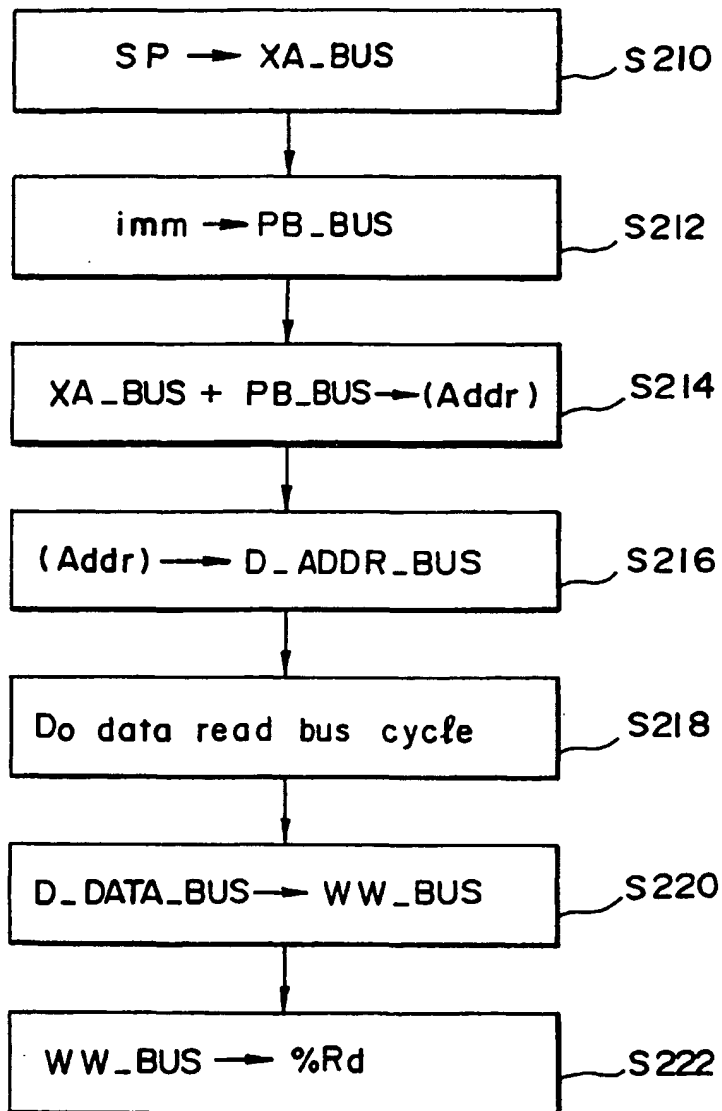 SP → XA_BUS
S210
imm → PB_BUS
S212
XA_BUS + PB_BUS → (Addr)
S214
(Addr) → D_ADDR_BUS
S216
Do data read bus cycle
S218
D_DATA_BUS → WW_BUS
S220
WW_BUS → %Rd
S222